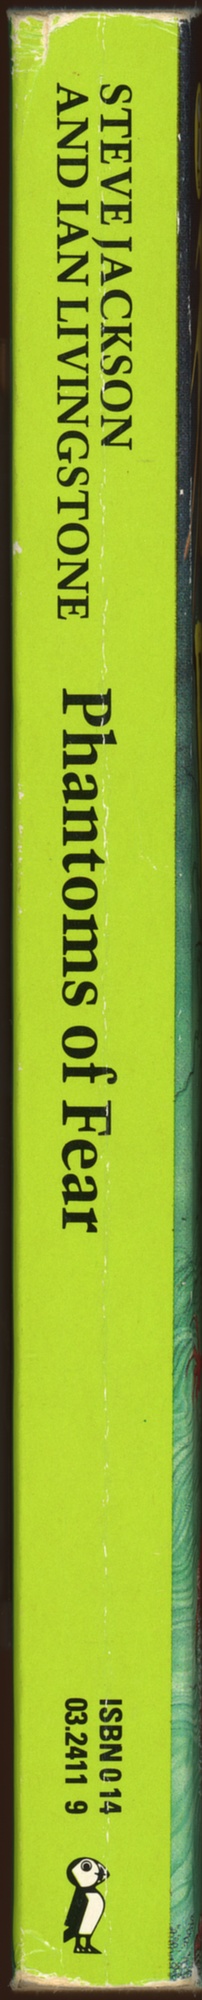 STEVE JACKSON
AND IAN LIVINGSTONE
Phantoms of Fear
ISBN 0 14
03.2411 9